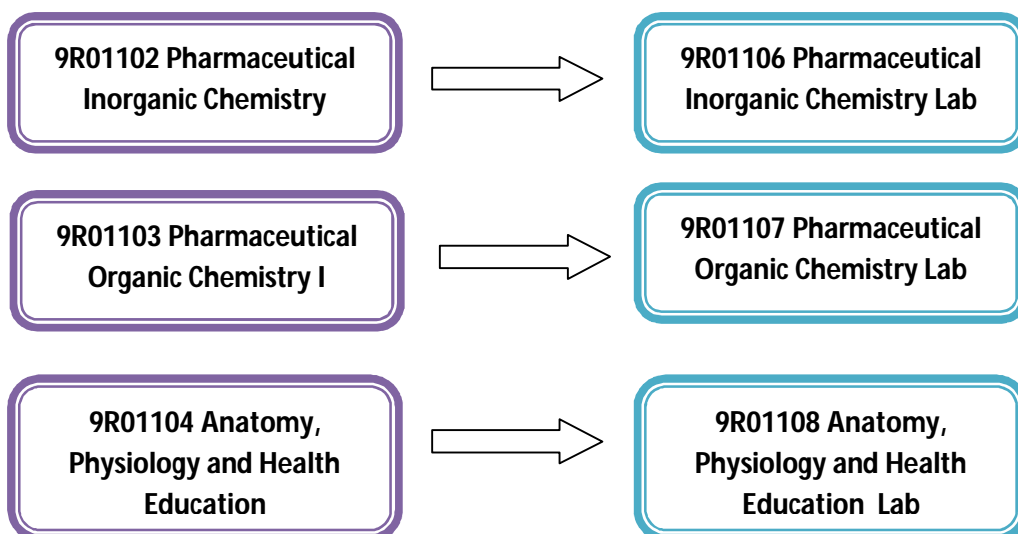 9R01102 Pharmaceutical
Inorganic Chemistry
9R01106 Pharmaceutical
Inorganic Chemistry Lab
9R01103 Pharmaceutical
Organic Chemistry I
9R01107 Pharmaceutical
Organic Chemistry Lab
9R01104 Anatomy,
Physiology and Health
Education
9R01108 Anatomy,
Physiology and Health
Education Lab